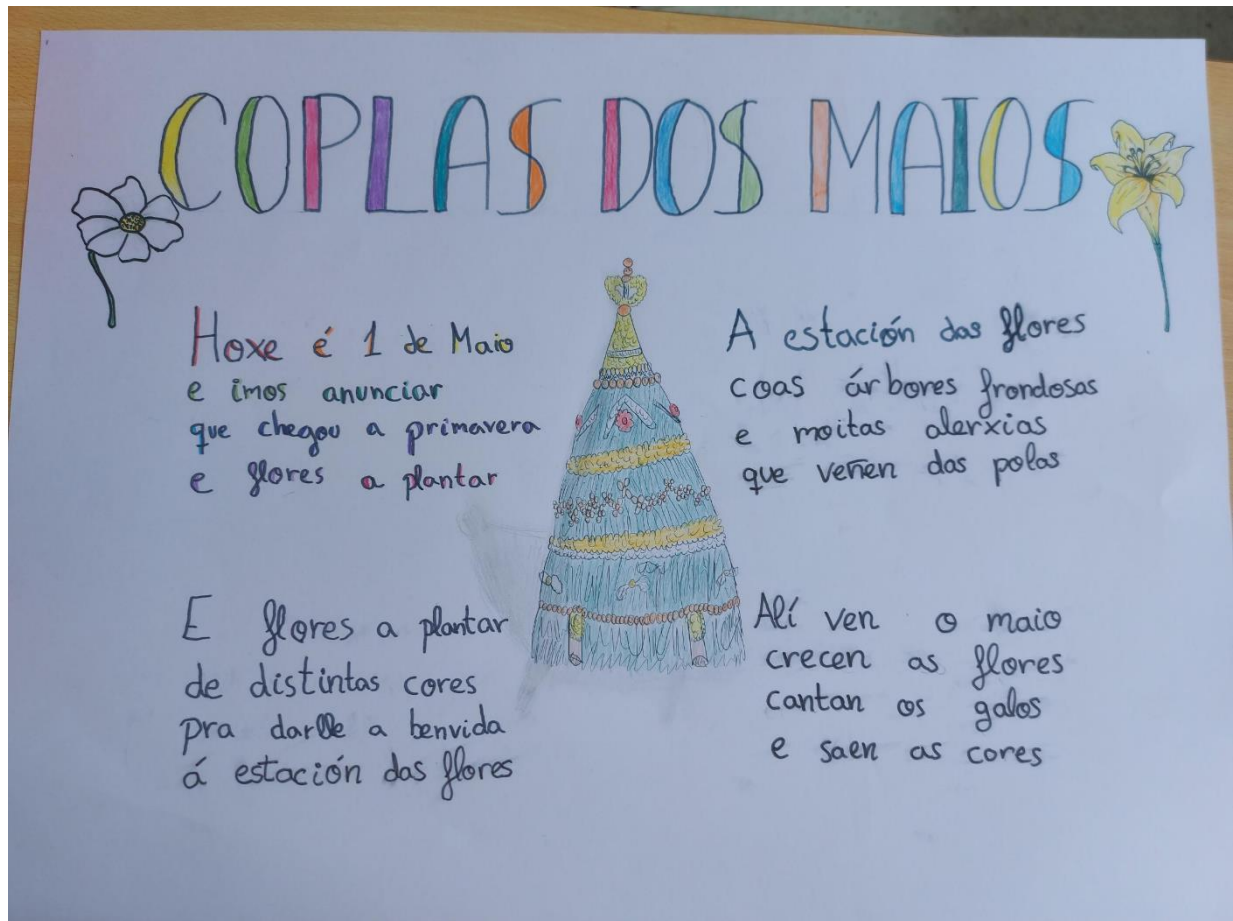 COPLAS DOS MAIOS
Hoxe é 1 de Maio
e imos anunciar
que chegou a primavera
e flores a plantar
E flores a plantar
de distintas cores
pra darlle a benvida
á estación das flores
A estación das flores
coas árbores frondosas
e moitas alerxias
que veñen das polas
Alí ven o maio
crecen as flores
cantan os galos
e saen as cores